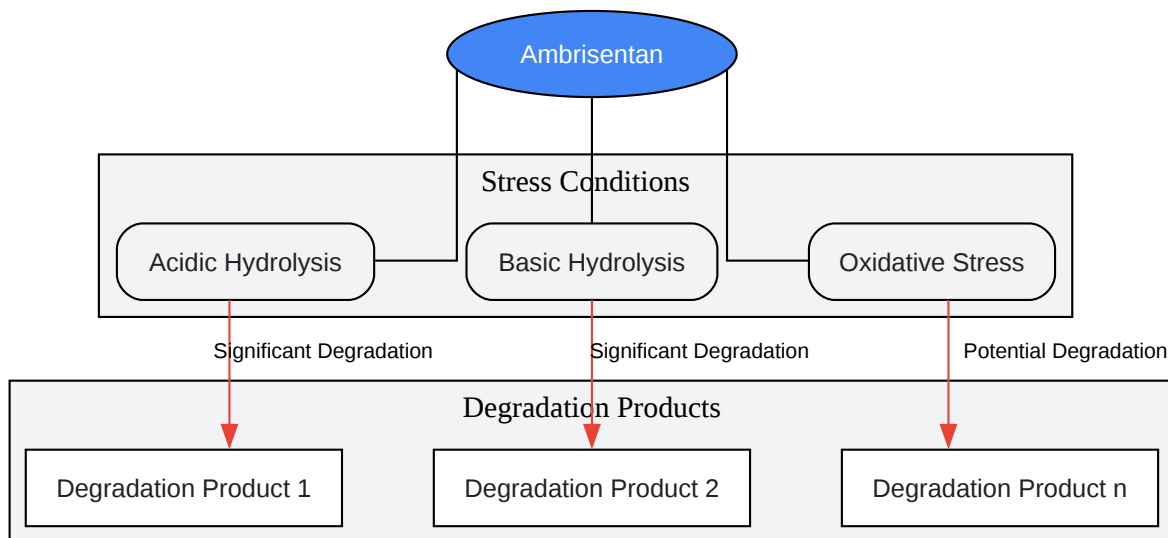 Ambrisentan
Stress Conditions
Acidic Hydrolysis
Basic Hydrolysis
Oxidative Stress
Significant Degradation
Significant Degradation
Potential Degradation
Degradation Products
Degradation Product 1
Degradation Product 2
Degradation Product n